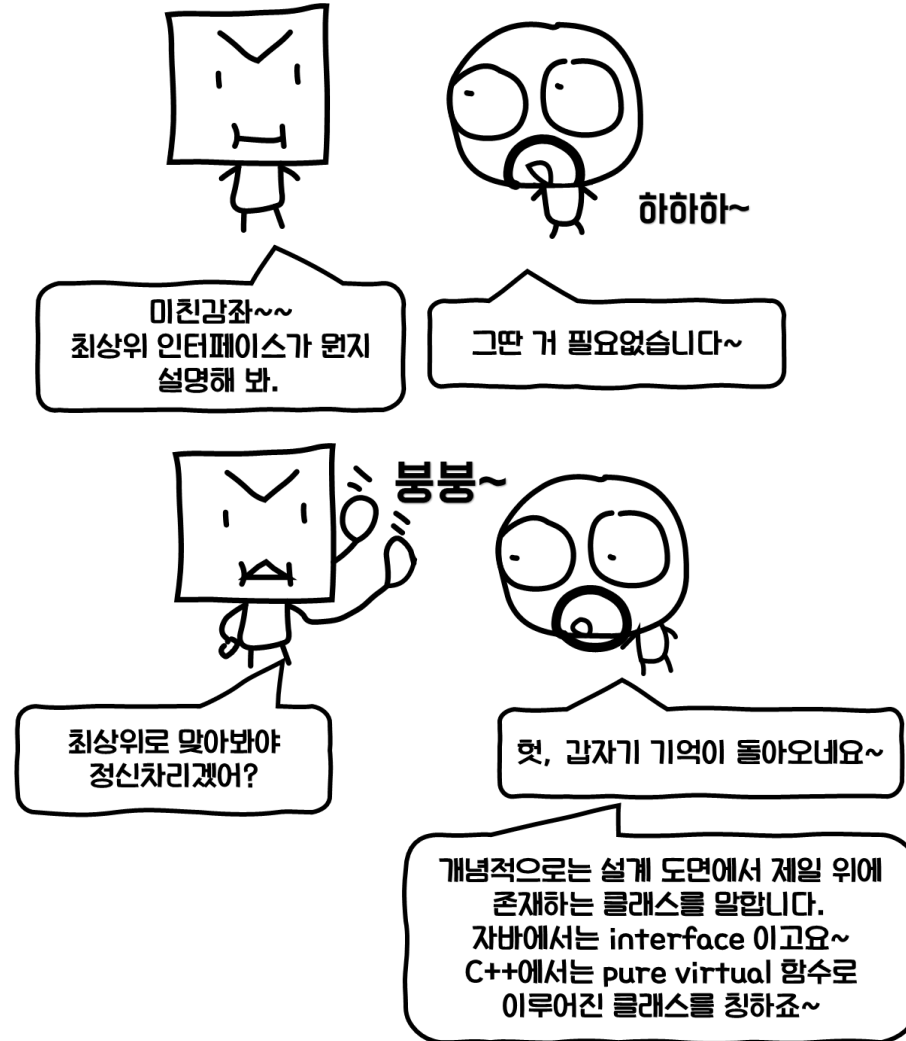 하하하~
미친감좌~~
최상위 인터페이스가 뭔지
설명해 봐.
그딴 거 필요없습니다~
붕붕~
최상위로 맞아봐야
정신차리겠어?
헛, 갑자기 기억이 돌아오네요~
개념적으로는 설계 도면에서 제일 위에
존재하는 클래스를 말합니다.
자바에서는 interface 이고요~
C++에서는 pure virtual 함수로
이루어진 클래스를 칭하죠~